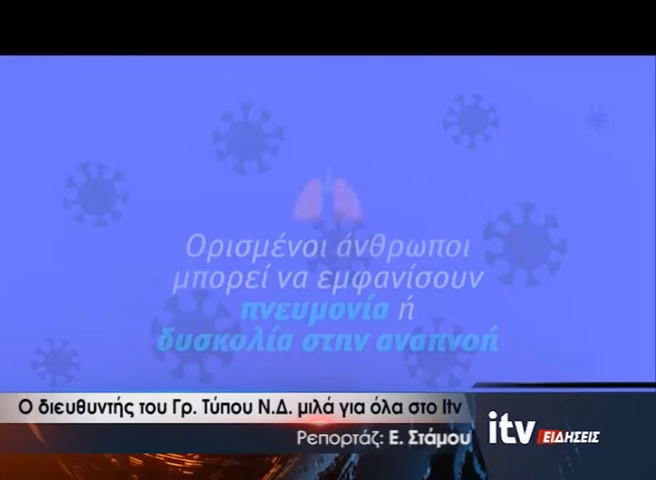 Ορισμένοι άνθρωποι
μπορεί να εμφανίσουν
πνευμονία ή
δυσκολία στην αναπνοή
Ο διευθυντής του Γρ. Τύπου Ν.Δ. μιλά για όλα στο Itv
Ρεπορτάζ: Ε. Στάμου
itv ΕΙΔΗΣΕΙΣ